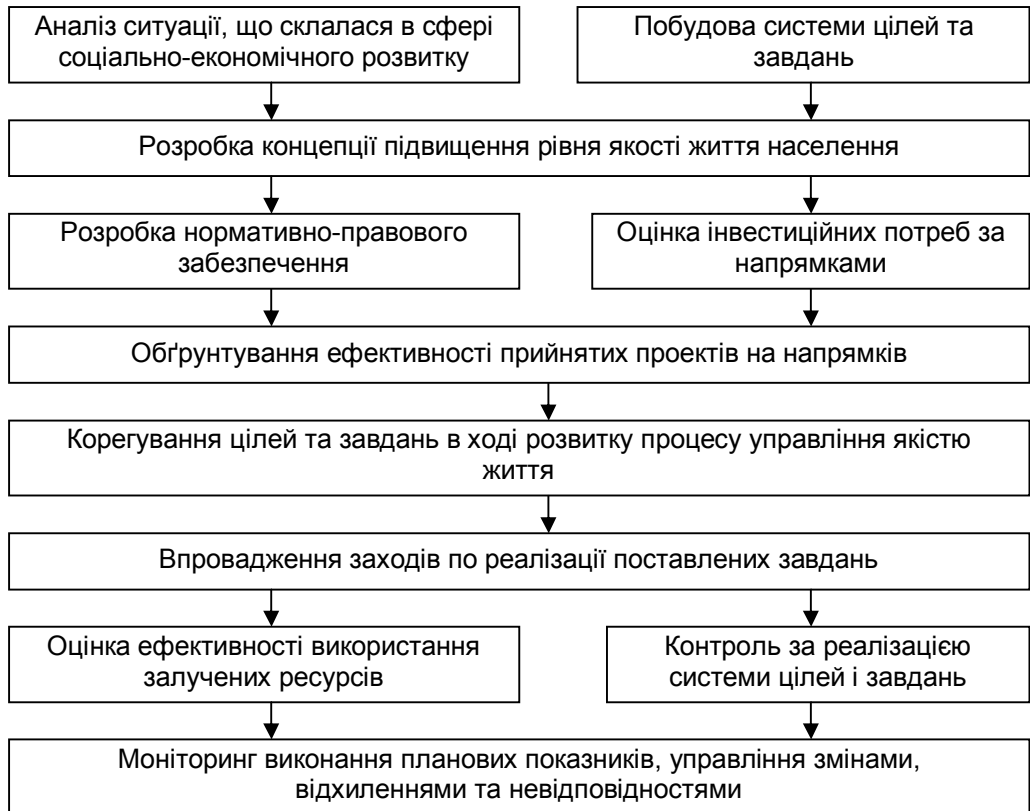 Аналіз ситуації, що склалася в сфері
соціально-економічного розвитку
Побудова системи цілей та
завдань
Розробка концепції підвищення рівня якості життя населення
Розробка нормативно-правового
забезпечення
Оцінка інвестиційних потреб за
напрямками
Обґрунтування ефективності прийнятих проектів на напрямків
Корегування цілей та завдань в ході розвитку процесу управління якістю
життя
Впровадження заходів по реалізації поставлених завдань
Оцінка ефективності використання
залучених ресурсів
Контроль за реалізацією
системи цілей і завдань
Моніторинг виконання планових показників, управління змінами,
відхиленнями та невідповідностями